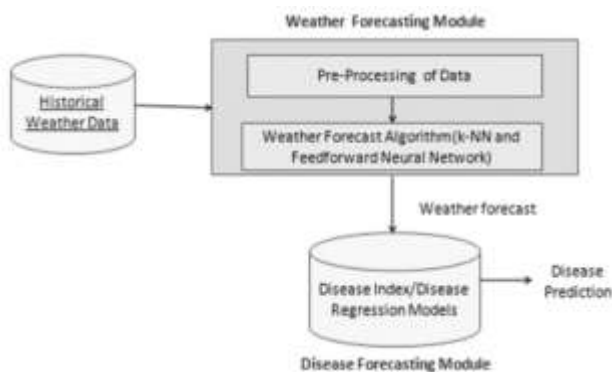 Weather Forecasting Module
Pre-Processing of Data
Historical
Weather Data
Weather Forecast Algorithm(k-NN and
Feedforward Neural Network)
Weather forecast
Disease Index/Disease
Regression Models
Disease
Prediction
Disease Forecasting Module